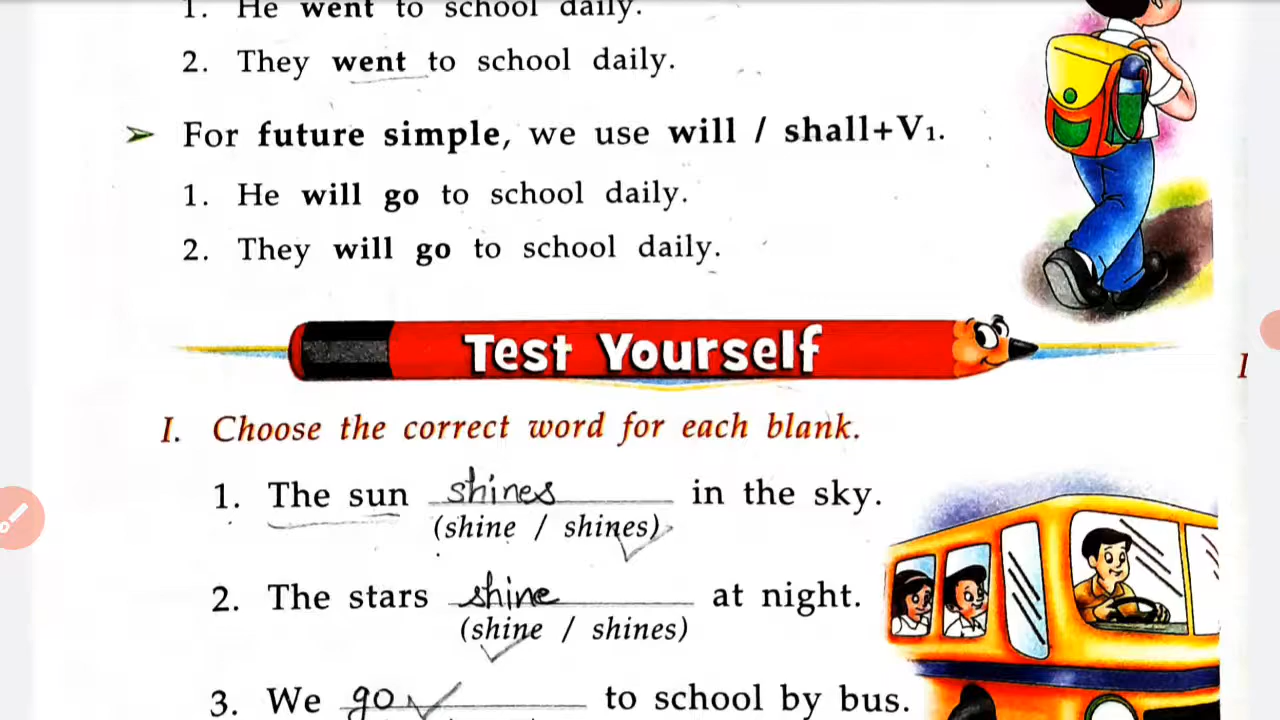 1. He went to school daily.
2. They went to school daily.
➢ For future simple, we use will / shall+V₁.
1. He will go to school daily.
2. They will go to school daily.
Test Yourself
I. Choose the correct word for each blank.
1. The sun shines in the sky.
(shine / shines)
2. The stars shine at night.
(shine / shines)
3. We go to school by bus.